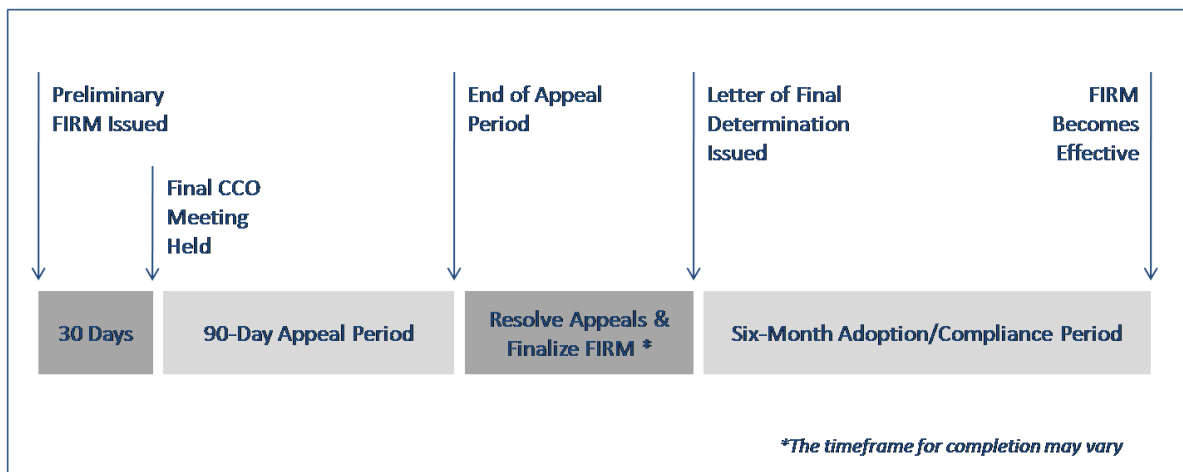 Preliminary
FIRM Issued
End of Appeal
Period
Letter of Final
Determination
Issued
FIRM
Becomes
Effective
Final CCO
Meeting
Held
30 Days
90-Day Appeal Period
Resolve Appeals &
Finalize FIRM *
Six-Month Adoption/Compliance Period
*The timeframe for completion may vary